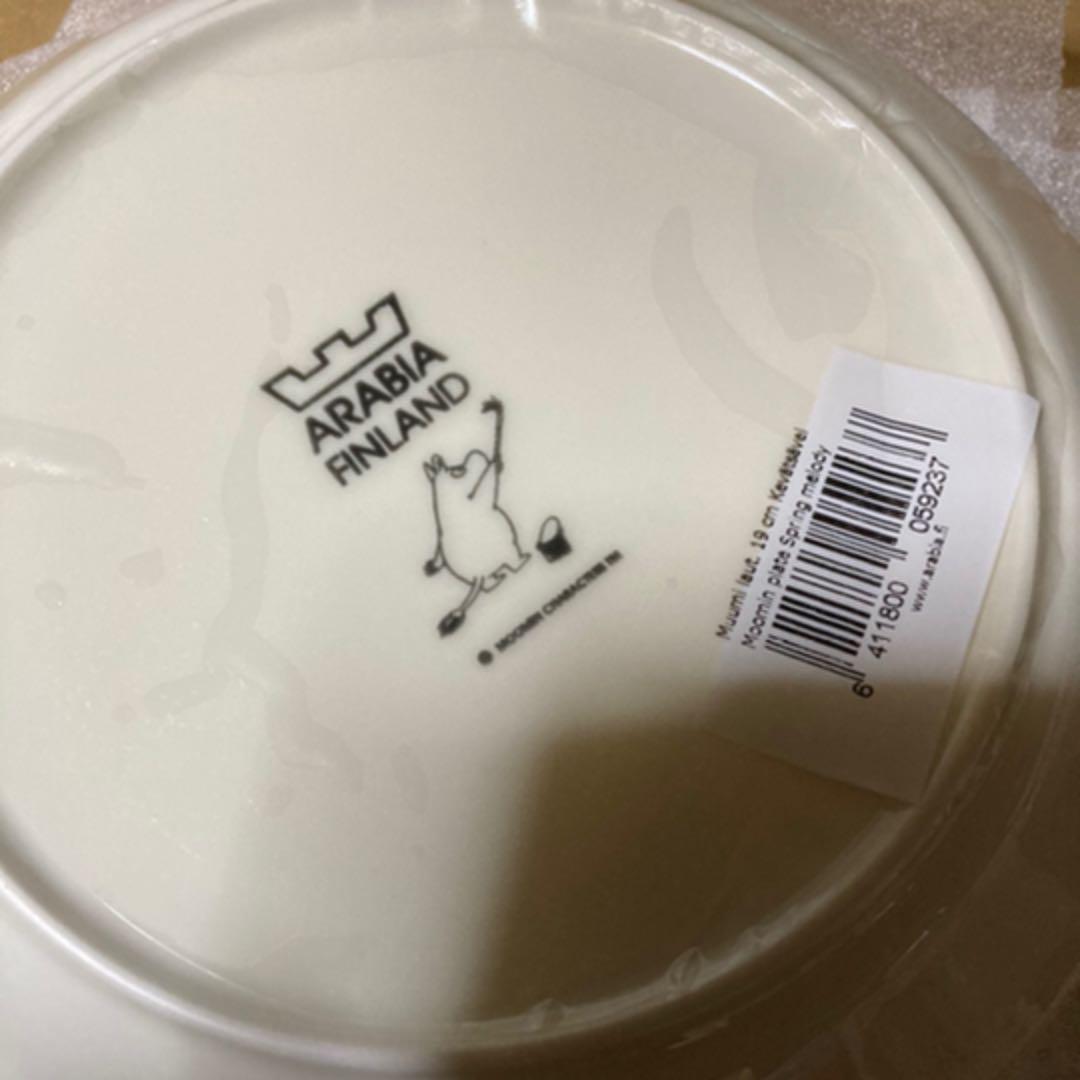 ARABIA
FINLAND
© MOOMIN CHARACTERS TM
Muumi laut. 19 cm Kevätsävel
Moomin plate Spring melody
6 411800 059237
www.arabia.fi